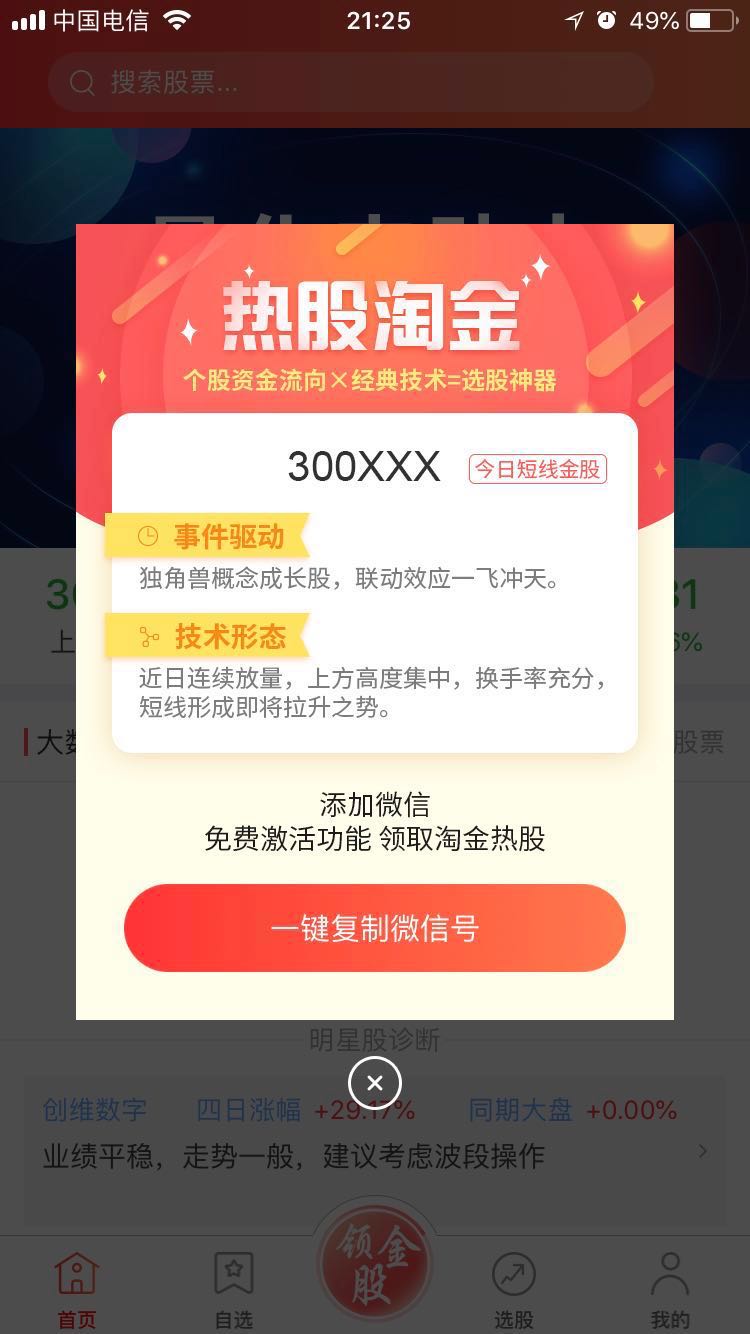 中国电信
21:25
49%
搜索股票...
热股淘金
个股资金流向×经典技术=选股神器
300XXX
今日短线金股
事件驱动
独角兽概念成长股，联动效应一飞冲天。
技术形态
近日连续放量，上方高度集中，换手率充分，
短线形成即将拉升之势。
添加微信
免费激活功能 领取淘金热股
一键复制微信号
股票
明星股诊断
创维数字 四日涨幅 +29.17% 同期大盘 +0.00%
业绩平稳，走势一般，建议考虑波段操作
领金
股
首页 自选 选股 我的